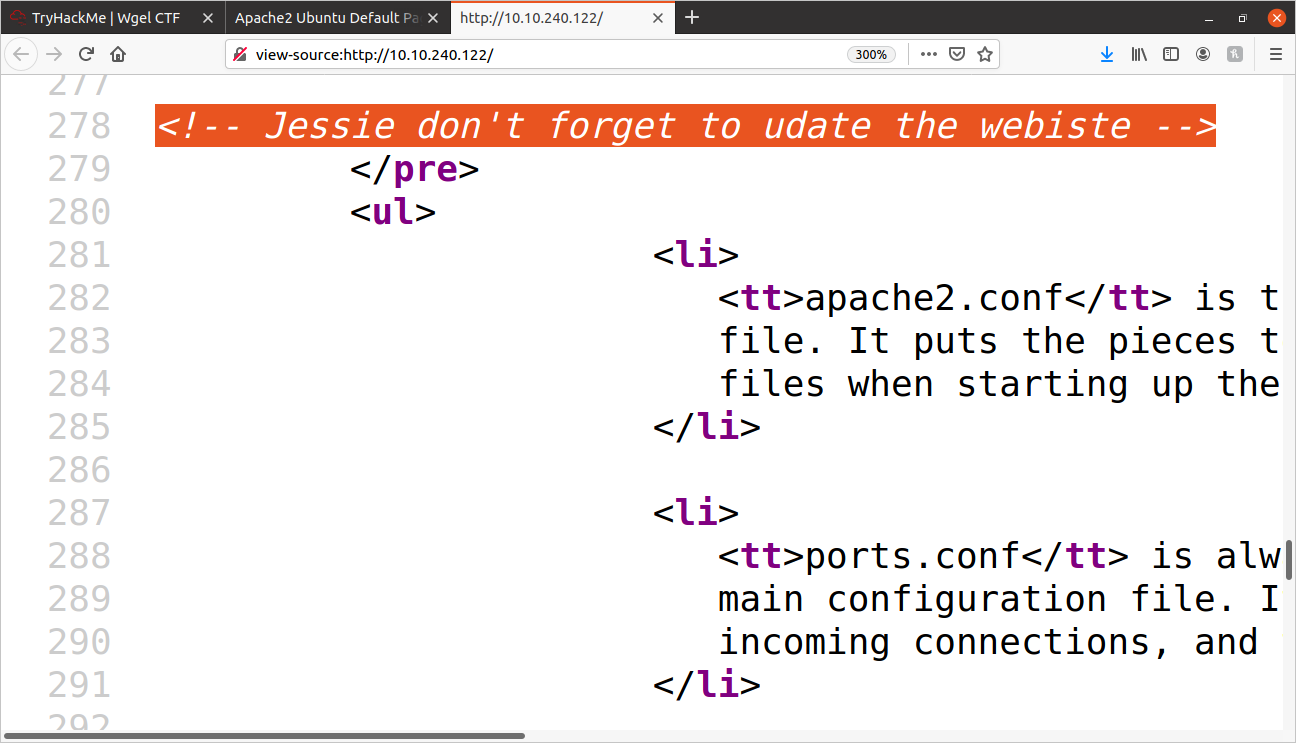 TryHackMe | Wgel CTF
Apache2 Ubuntu Default Pa
http://10.10.240.122/
view-source:http://10.10.240.122/
300%
277
278 <!-- Jessie don't forget to udate the webiste -->
279 </pre>
280 <ul>
281 <li>
282 <tt>apache2.conf</tt> is t
283 file. It puts the pieces t
284 files when starting up the
285 </li>
286
287 <li>
288 <tt>ports.conf</tt> is alw
289 main configuration file. I
290 incoming connections, and
291 </li>
292